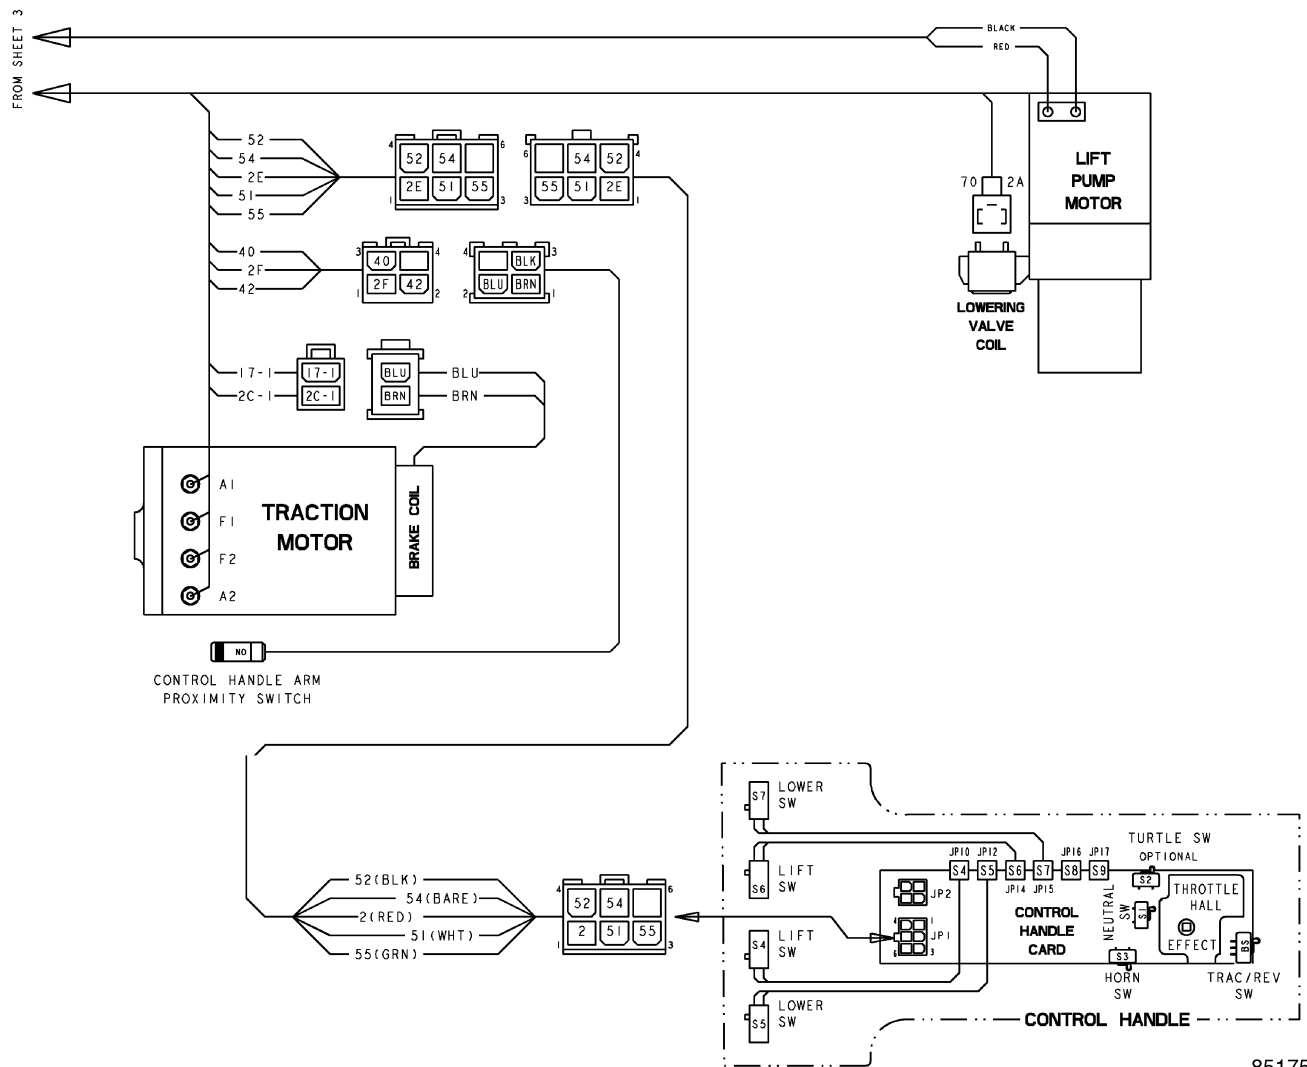 FROM SHEET 3
BLACK
RED
52
54
2E
51
55
4
6
52
54
2E
51
55
1
3
6
4
54
52
55
51
2E
3
1
LIFT
PUMP
MOTOR
70
2A
LOWERING
VALVE
COIL
40
2F
42
3
4
40
2F
42
1
2
4
3
BLK
BLU
BRN
2
1
17-1
2C-1
17-1
2C-1
BLU
BRN
BLU
BRN
A1
F1
F2
A2
TRACTION
MOTOR
BRAKE COIL
NO
CONTROL HANDLE ARM
PROXIMITY SWITCH
52(BLK)
54(BARE)
2(RED)
51(WHT)
55(GRN)
4
6
52
54
2
51
55
1
3
S7
LOWER
SW
S6
LIFT
SW
S4
LIFT
SW
S5
LOWER
SW
JP10
JP12
JP16
JP17
S4
S5
S6
S7
S8
S9
JP14
JP15
JP2
4
1
JP1
6
3
CONTROL
HANDLE
CARD
TURTLE SW
OPTIONAL
S2
NEUTRAL
SW
S1
THROTTLE
HALL
EFFECT
S3
HORN
SW
BS
TRAC/REV
SW
CONTROL HANDLE
85175